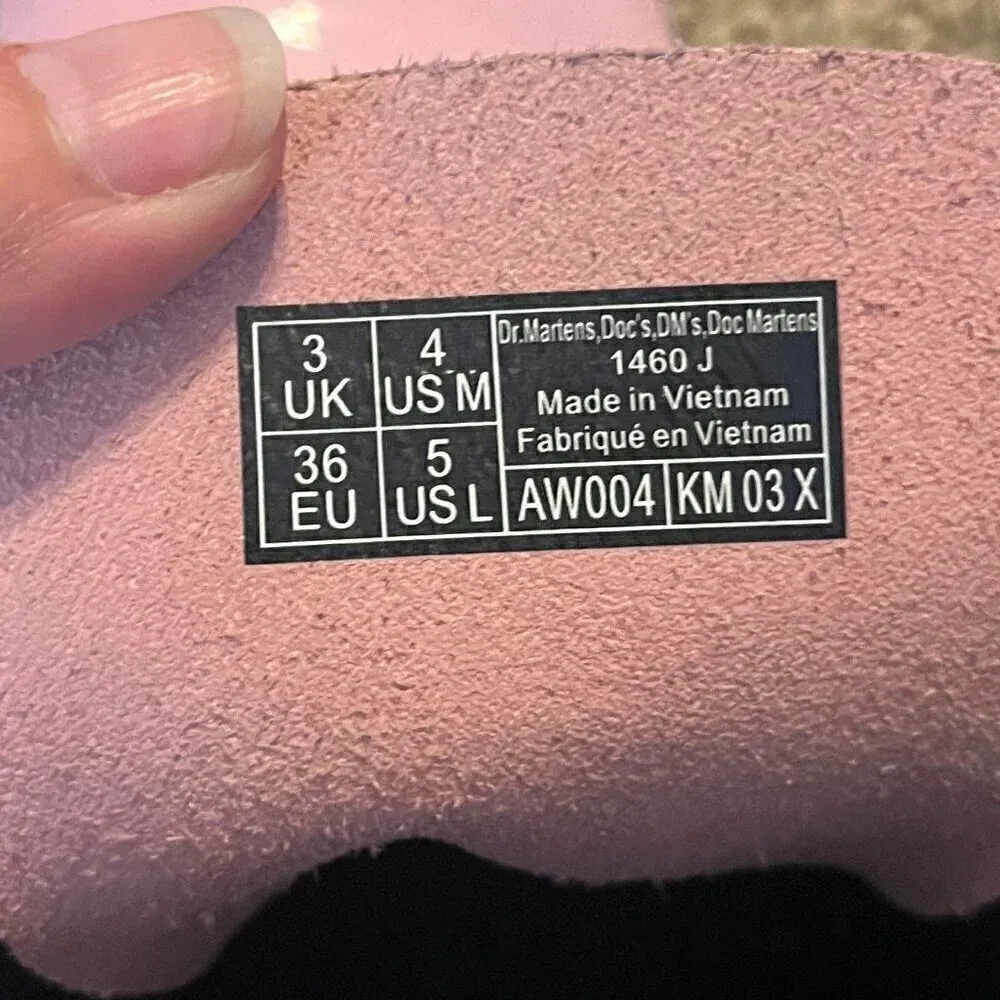 3
UK
4
US M
36
EU
5
US L
Dr.Martens,Doc's,DM's,Doc Martens
1460 J
Made in Vietnam
Fabriqué en Vietnam
AW004
KM 03 X